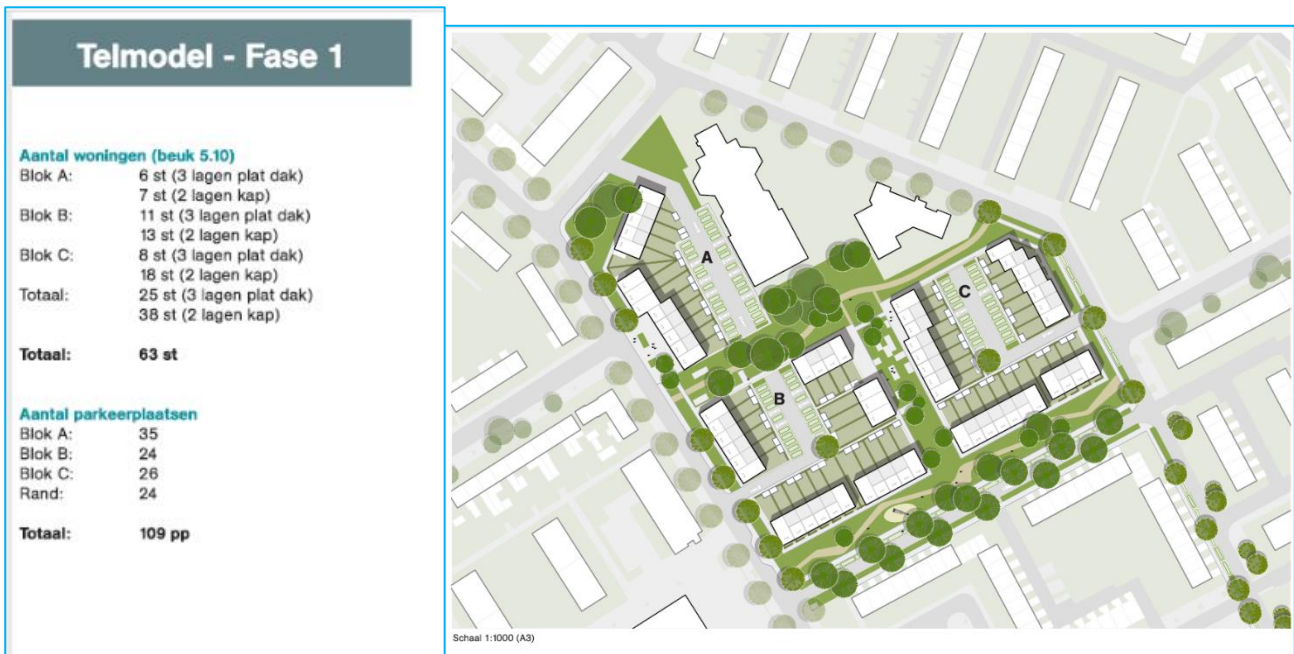 Telmodel - Fase 1
Aantal woningen (beuk 5.10)
Blok A: 6 st (3 lagen plat dak)
7 st (2 lagen kap)
Blok B: 11 st (3 lagen plat dak)
13 st (2 lagen kap)
Blok C: 8 st (3 lagen plat dak)
18 st (2 lagen kap)
Totaal: 25 st (3 lagen plat dak)
38 st (2 lagen kap)
Totaal: 63 st
Aantal parkeerplaatsen
Blok A: 35
Blok B: 24
Blok C: 26
Rand: 24
Totaal: 109 pp
A
C
B
Schaal 1:1000 (A3)